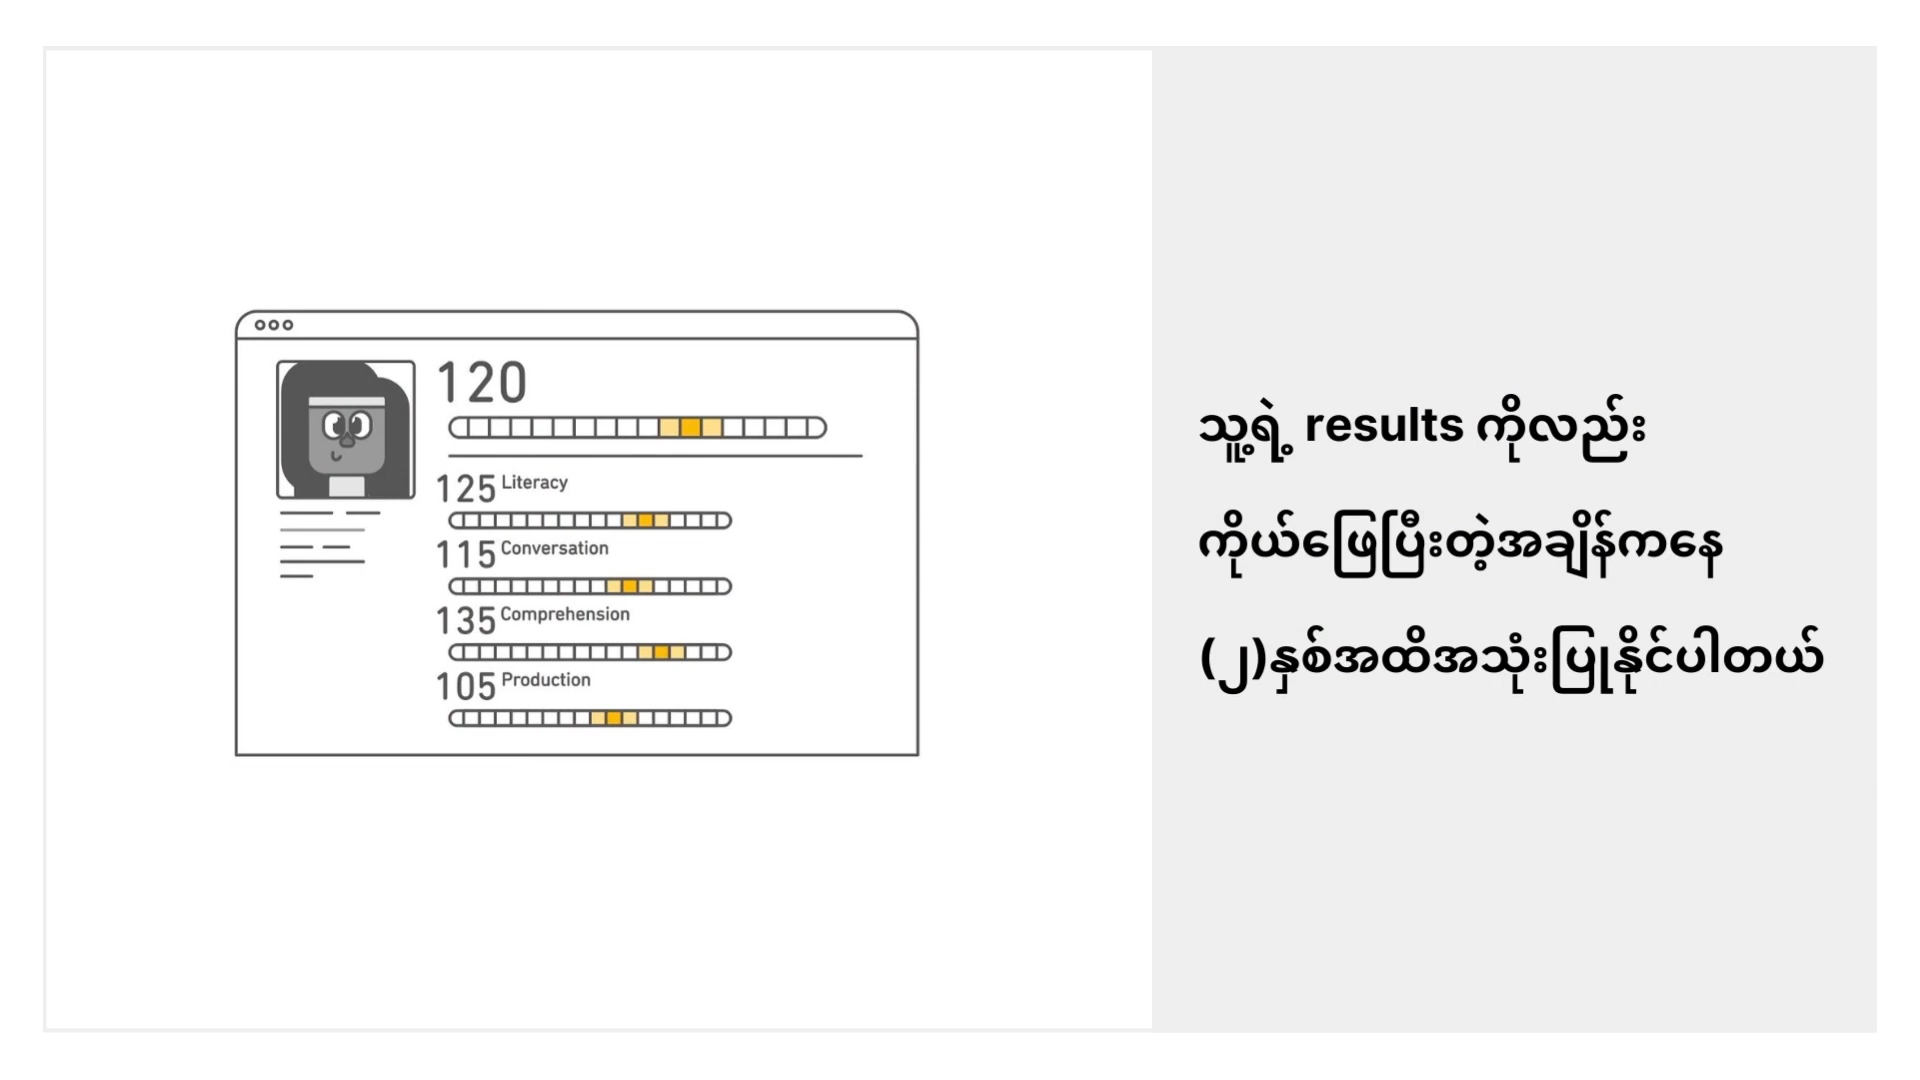 120
125 Literacy
115 Conversation
135 Comprehension
105 Production
သူ့ရဲ့ results ကိုလည်း
ကိုယ်ဖြေပြီးတဲ့အချိန်ကနေ
(၂)နှစ်အထိအသုံးပြုနိုင်ပါတယ်